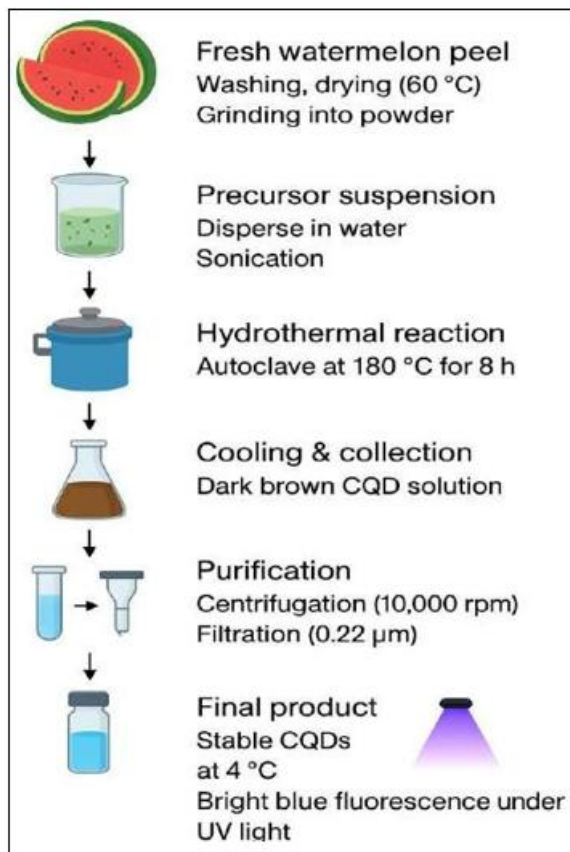 Fresh watermelon peel
Washing, drying (60 °C)
Grinding into powder
Precursor suspension
Disperse in water
Sonication
Hydrothermal reaction
Autoclave at 180 °C for 8 h
Cooling & collection
Dark brown CQD solution
Purification
Centrifugation (10,000 rpm)
Filtration (0.22 µm)
Final product
Stable CQDs
at 4 °C
Bright blue fluorescence under
UV light